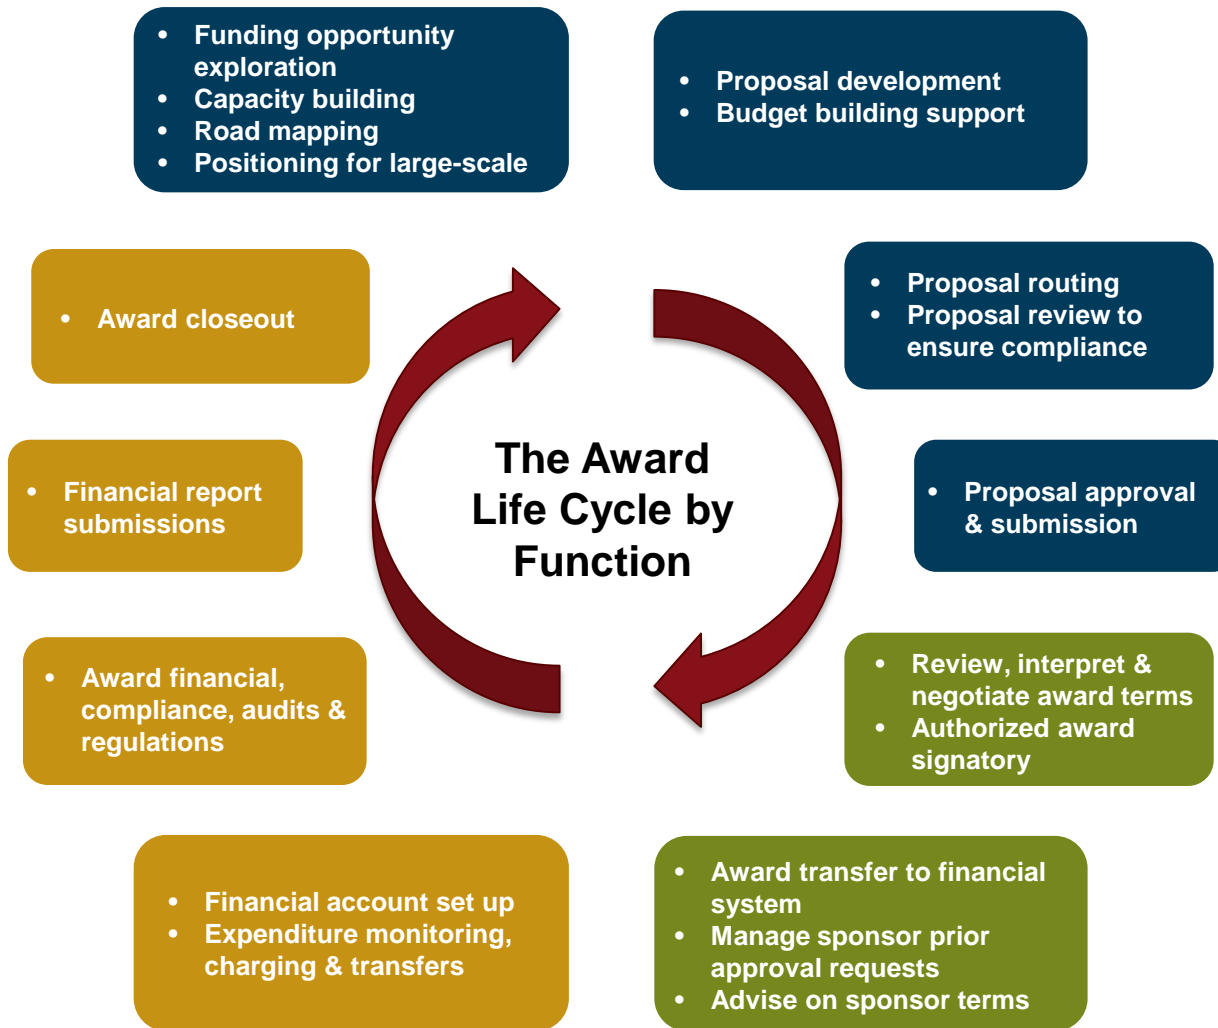 • Funding opportunity
exploration
• Capacity building
• Road mapping
• Positioning for large-scale
• Proposal development
• Budget building support
• Proposal routing
• Proposal review to
ensure compliance
• Proposal approval
& submission
• Review, interpret &
negotiate award terms
• Authorized award
signatory
• Award transfer to financial
system
• Manage sponsor prior
approval requests
• Advise on sponsor terms
• Financial account set up
• Expenditure monitoring,
charging & transfers
• Award financial,
compliance, audits &
regulations
• Financial report
submissions
• Award closeout
The Award
Life Cycle by
Function